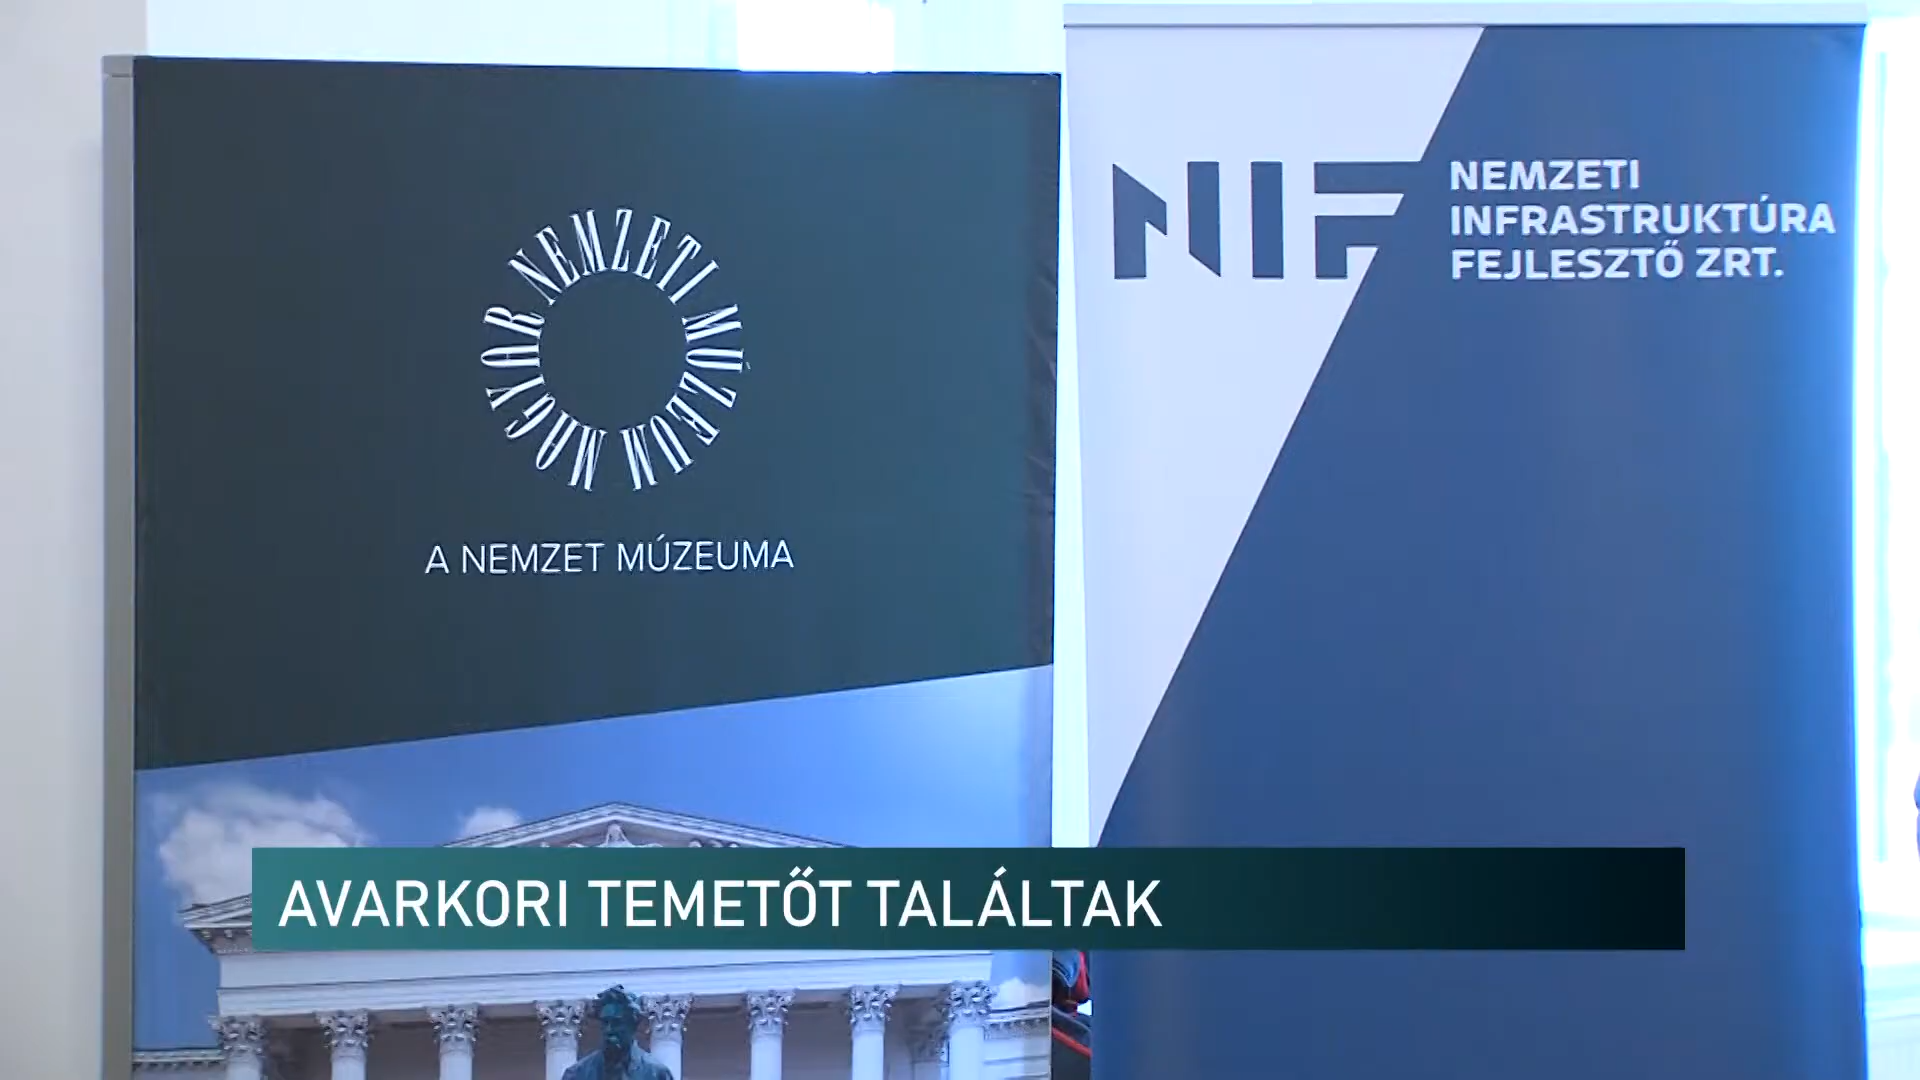 MAGYAR NEMZETI MÚZEUM
A NEMZET MÚZEUMA
NIF
NEMZETI
INFRASTRUKTÚRA
FEJLESZTŐ ZRT.
AVARKORI TEMETŐT TALÁLTAK